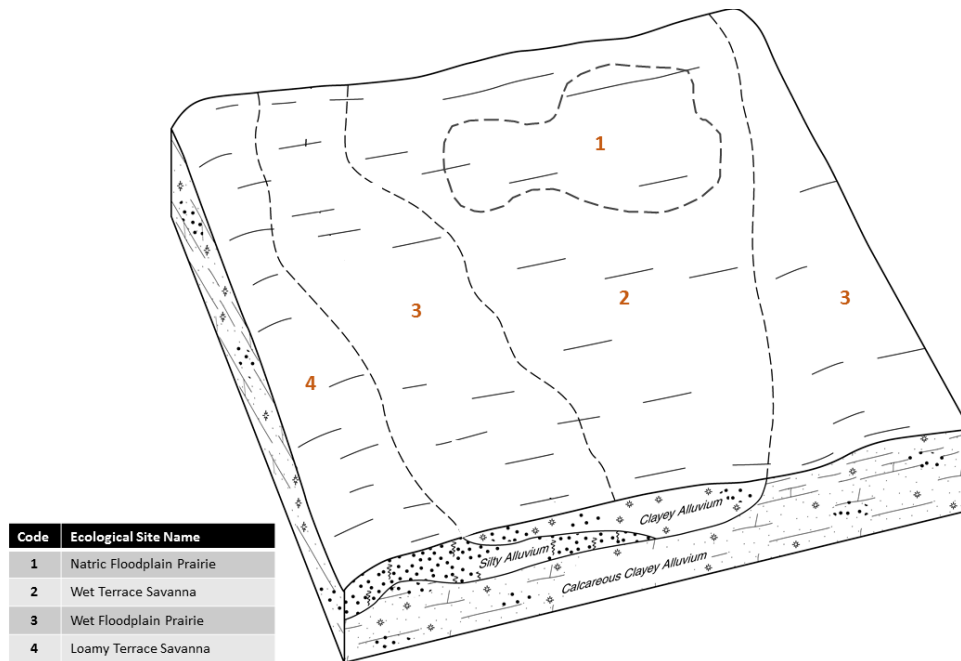 1
3
2
3
4
Clayey Alluvium
Silty Alluvium
Calcareous Clayey Alluvium
Code Ecological Site Name
1 Natric Floodplain Prairie
2 Wet Terrace Savanna
3 Wet Floodplain Prairie
4 Loamy Terrace Savanna